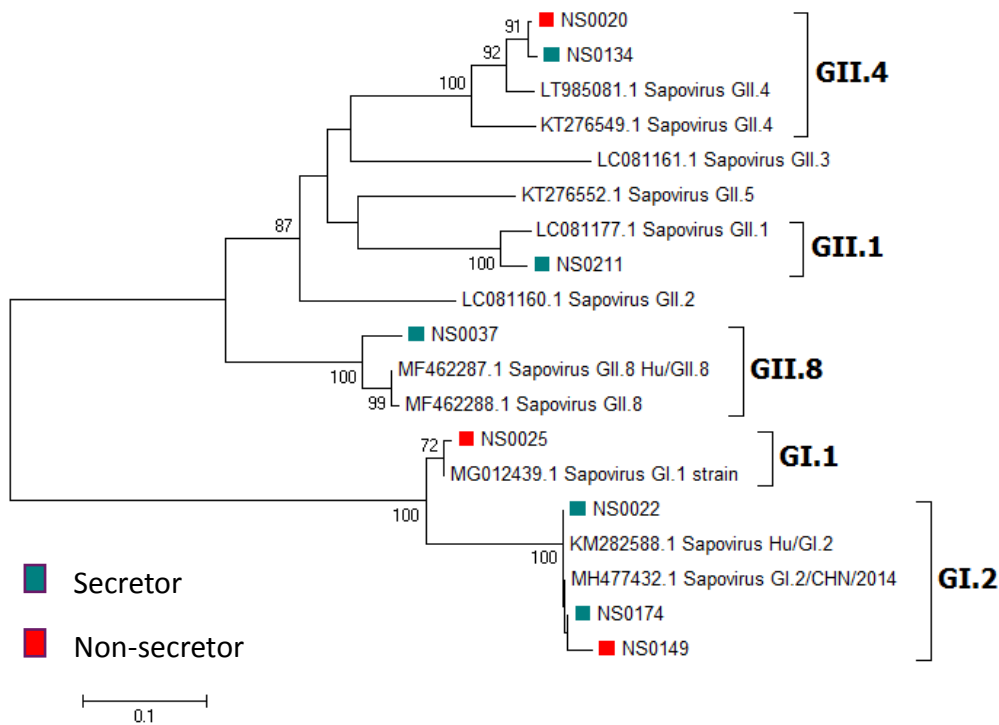 91
NS0020
92
NS0134
GII.4
100
LT985081.1 Sapovirus GII.4
KT276549.1 Sapovirus GII.4
LC081161.1 Sapovirus GII.3
KT276552.1 Sapovirus GII.5
87
LC081177.1 Sapovirus GII.1
GII.1
100
NS0211
LC081160.1 Sapovirus GII.2
NS0037
100
MF462287.1 Sapovirus GII.8 Hu/GII.8
GII.8
99
MF462288.1 Sapovirus GII.8
72
NS0025
GI.1
MG012439.1 Sapovirus GI.1 strain
100
NS0022
100
KM282588.1 Sapovirus Hu/GI.2
MH477432.1 Sapovirus GI.2/CHN/2014
GI.2
NS0174
NS0149
Secretor
Non-secretor
0.1